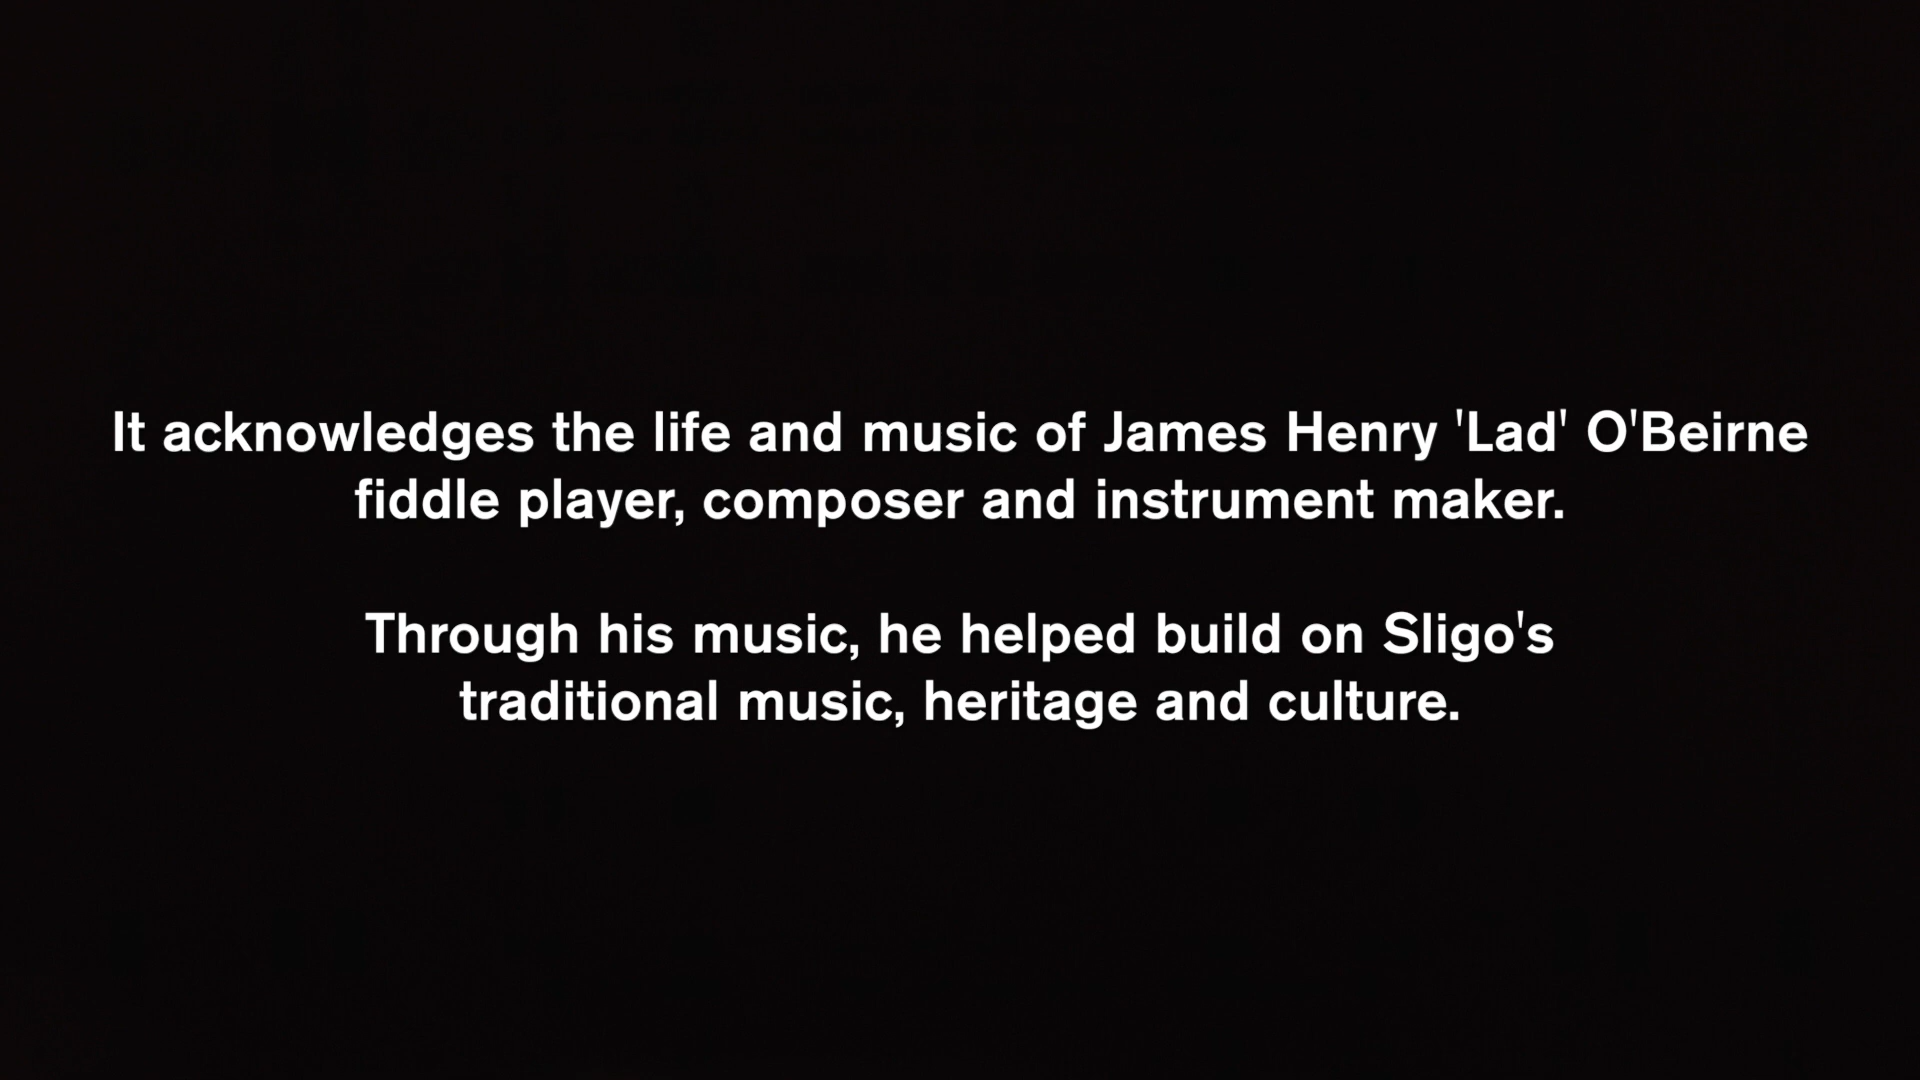 It acknowledges the life and music of James Henry 'Lad' O'Beirne
fiddle player, composer and instrument maker.
Through his music, he helped build on Sligo's
traditional music, heritage and culture.